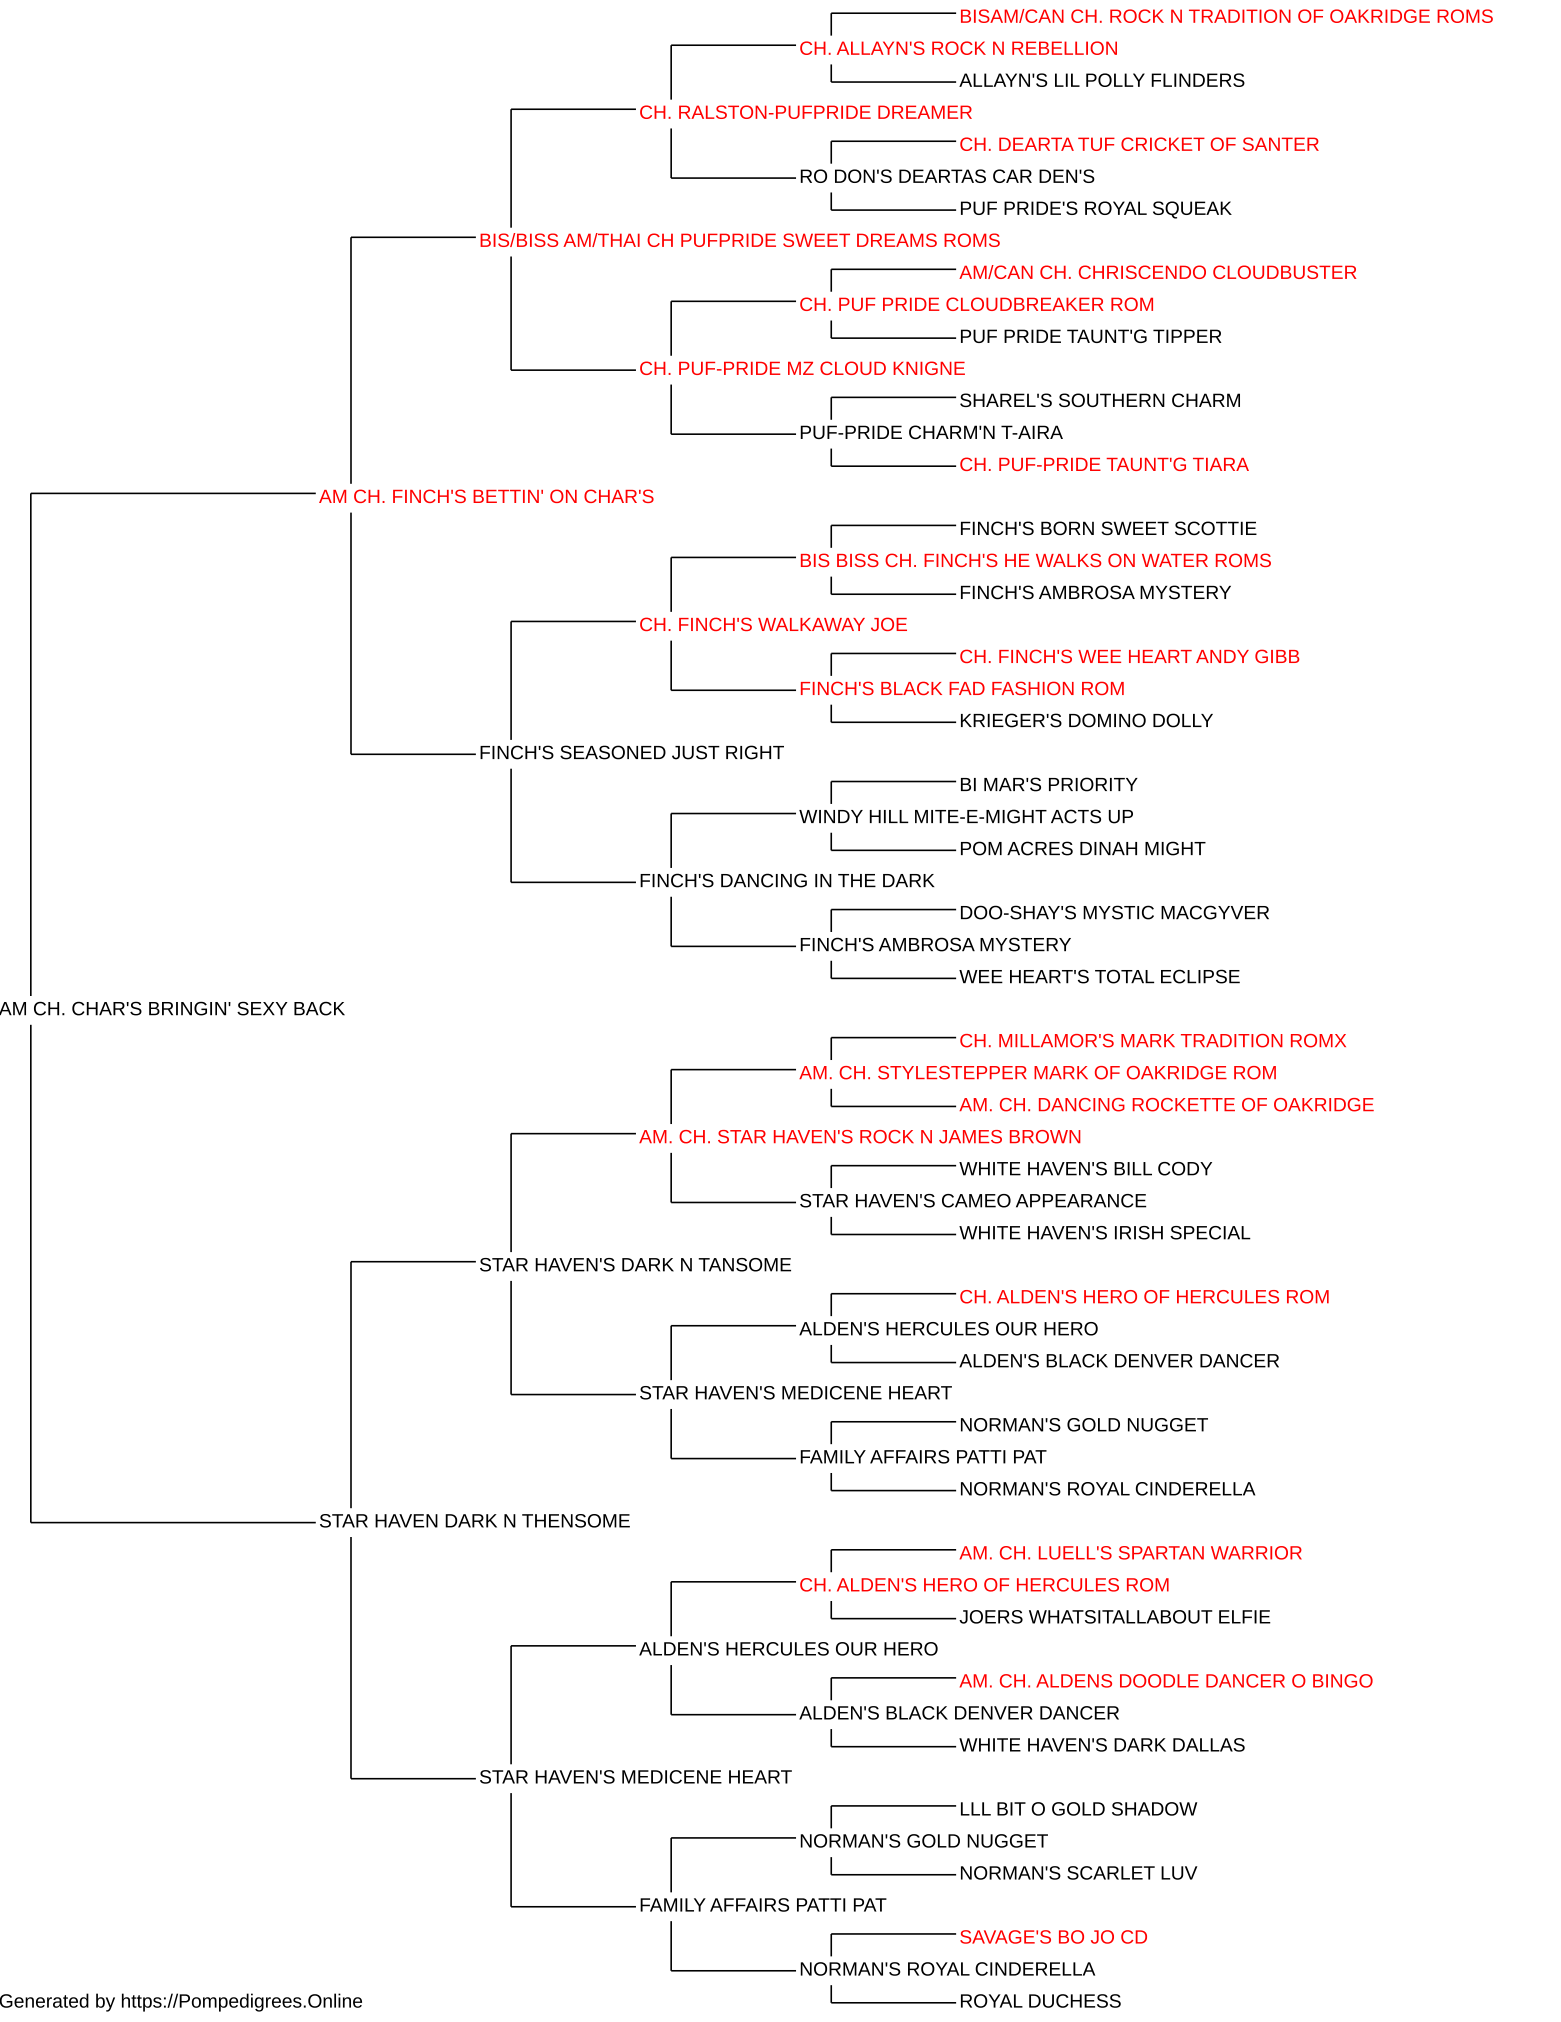 BISAM/CAN CH. ROCK N TRADITION OF OAKRIDGE ROMS
CH. ALLAYN'S ROCK N REBELLION
ALLAYN'S LIL POLLY FLINDERS
CH. RALSTON-PUFPRIDE DREAMER
CH. DEARTA TUF CRICKET OF SANTER
RO DON'S DEARTAS CAR DEN'S
PUF PRIDE'S ROYAL SQUEAK
BIS/BISS AM/THAI CH PUFPRIDE SWEET DREAMS ROMS
AM/CAN CH. CHRISCENDO CLOUDBUSTER
CH. PUF PRIDE CLOUDBREAKER ROM
PUF PRIDE TAUNT'G TIPPER
CH. PUF-PRIDE MZ CLOUD KNIGNE
SHAREL'S SOUTHERN CHARM
PUF-PRIDE CHARM'N T-AIRA
CH. PUF-PRIDE TAUNT'G TIARA
AM CH. FINCH'S BETTIN' ON CHAR'S
FINCH'S BORN SWEET SCOTTIE
BIS BISS CH. FINCH'S HE WALKS ON WATER ROMS
FINCH'S AMBROSA MYSTERY
CH. FINCH'S WALKAWAY JOE
CH. FINCH'S WEE HEART ANDY GIBB
FINCH'S BLACK FAD FASHION ROM
KRIEGER'S DOMINO DOLLY
FINCH'S SEASONED JUST RIGHT
BI MAR'S PRIORITY
WINDY HILL MITE-E-MIGHT ACTS UP
POM ACRES DINAH MIGHT
FINCH'S DANCING IN THE DARK
DOO-SHAY'S MYSTIC MACGYVER
FINCH'S AMBROSA MYSTERY
WEE HEART'S TOTAL ECLIPSE
AM CH. CHAR'S BRINGIN' SEXY BACK
CH. MILLAMOR'S MARK TRADITION ROMX
AM. CH. STYLESTEPPER MARK OF OAKRIDGE ROM
AM. CH. DANCING ROCKETTE OF OAKRIDGE
AM. CH. STAR HAVEN'S ROCK N JAMES BROWN
WHITE HAVEN'S BILL CODY
STAR HAVEN'S CAMEO APPEARANCE
WHITE HAVEN'S IRISH SPECIAL
STAR HAVEN'S DARK N TANSOME
CH. ALDEN'S HERO OF HERCULES ROM
ALDEN'S HERCULES OUR HERO
ALDEN'S BLACK DENVER DANCER
STAR HAVEN'S MEDICENE HEART
NORMAN'S GOLD NUGGET
FAMILY AFFAIRS PATTI PAT
NORMAN'S ROYAL CINDERELLA
STAR HAVEN DARK N THENSOME
AM. CH. LUELL'S SPARTAN WARRIOR
CH. ALDEN'S HERO OF HERCULES ROM
JOERS WHATSITALLABOUT ELFIE
ALDEN'S HERCULES OUR HERO
AM. CH. ALDENS DOODLE DANCER O BINGO
ALDEN'S BLACK DENVER DANCER
WHITE HAVEN'S DARK DALLAS
STAR HAVEN'S MEDICENE HEART
LLL BIT O GOLD SHADOW
NORMAN'S GOLD NUGGET
NORMAN'S SCARLET LUV
FAMILY AFFAIRS PATTI PAT
SAVAGE'S BO JO CD
NORMAN'S ROYAL CINDERELLA
ROYAL DUCHESS
Generated by https://Pompedigrees.Online